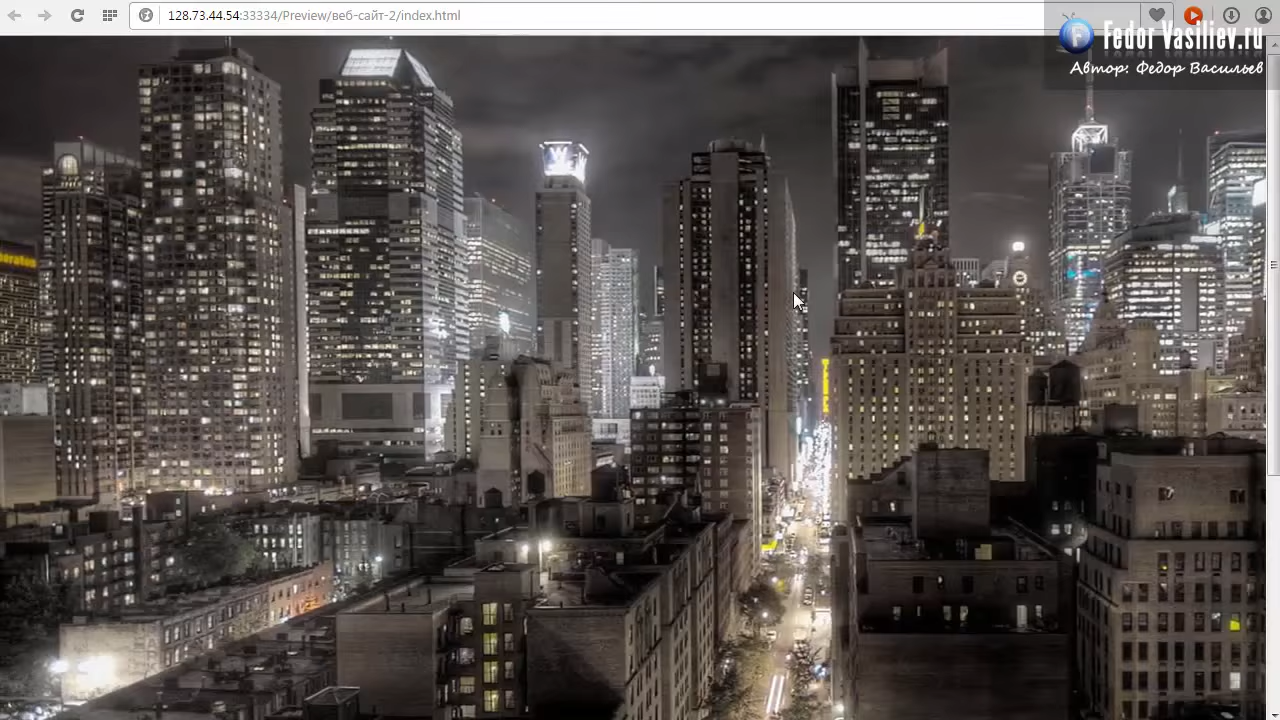 128.73.44.54:33334/Preview/веб-сайт-2/index.html
Fedor Vasiliev.ru
Автор: Федор Васильев